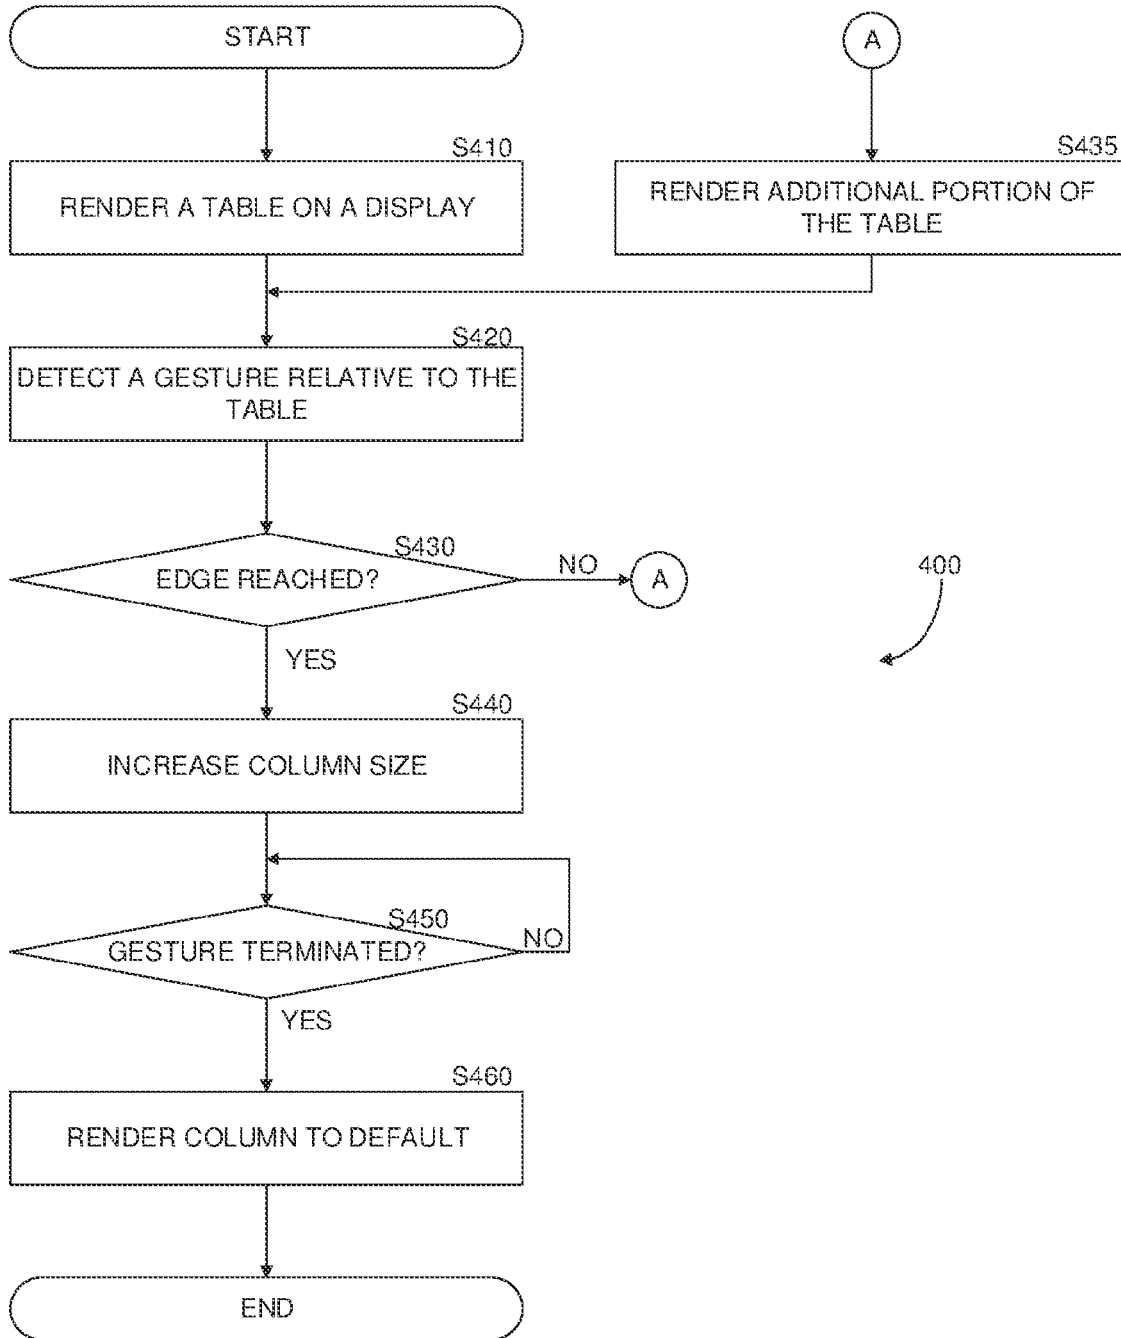 START
A
S410
RENDER A TABLE ON A DISPLAY
S435
RENDER ADDITIONAL PORTION OF
THE TABLE
S420
DETECT A GESTURE RELATIVE TO THE
TABLE
S430
EDGE REACHED?
NO
A
400
YES
S440
INCREASE COLUMN SIZE
S450
GESTURE TERMINATED?
NO
YES
S460
RENDER COLUMN TO DEFAULT
END